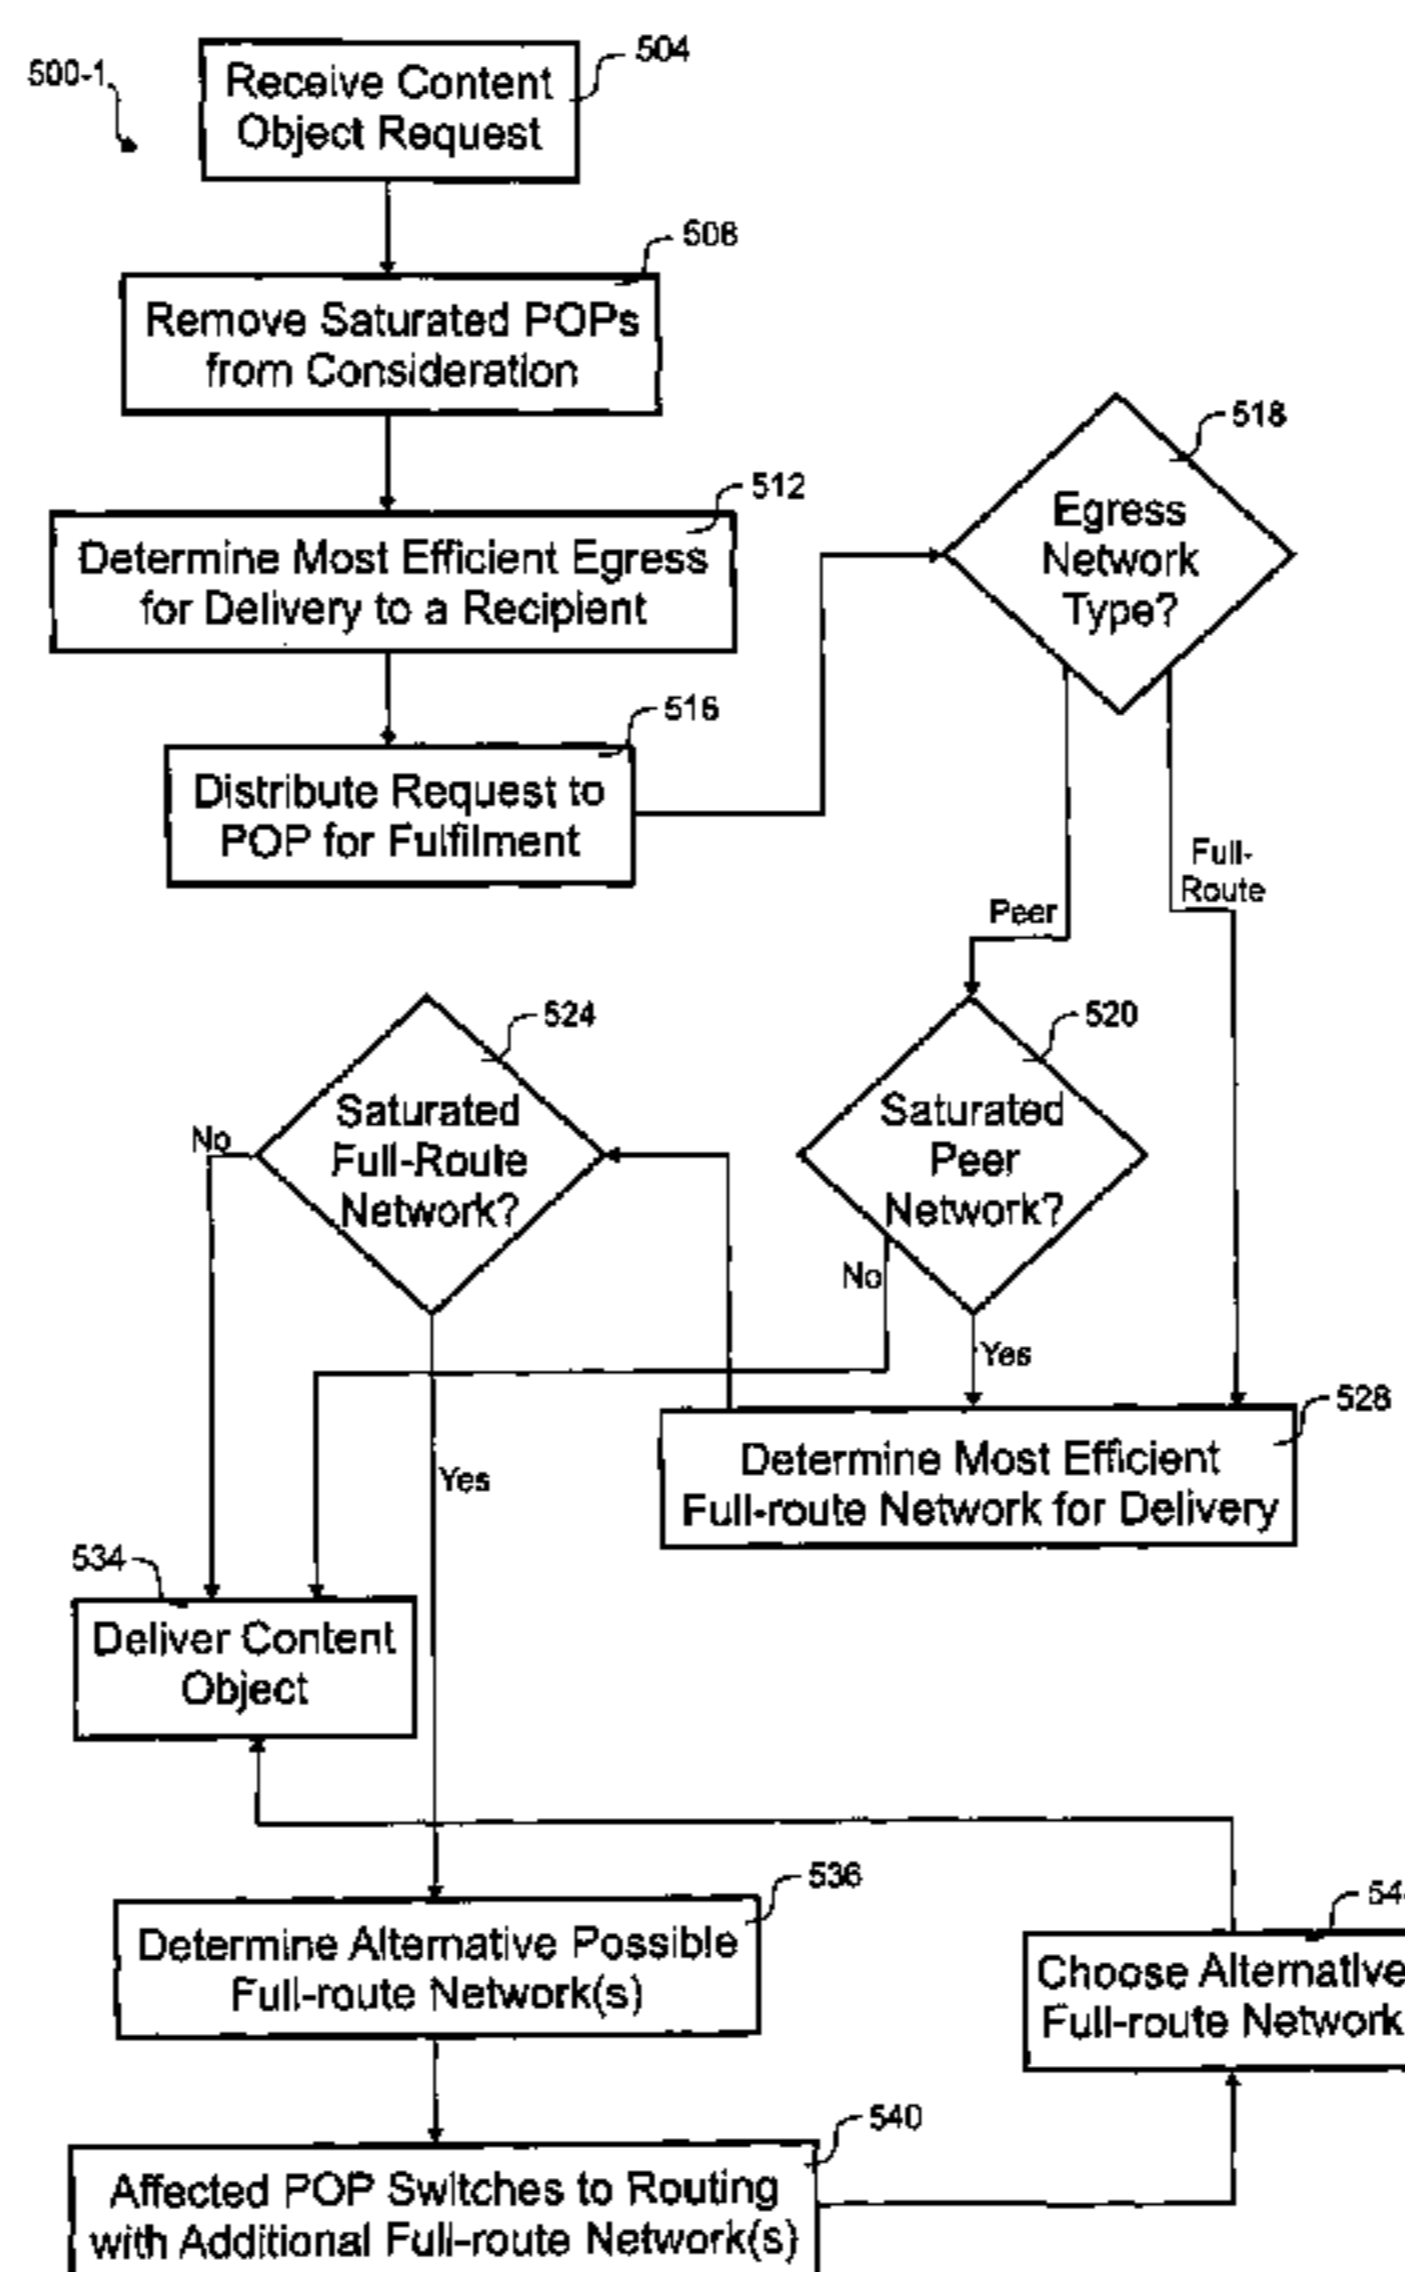 500-1
504
Receive Content
Object Request
508
Remove Saturated POPs
from Consideration
512
Determine Most Efficient Egress
for Delivery to a Recipient
516
Distribute Request to
POP for Fulfilment
518
Egress
Network
Type?
Peer
Full-
Route
524
Saturated
Full-Route
Network?
No
Yes
520
Saturated
Peer
Network?
No
Yes
528
Determine Most Efficient
Full-route Network for Delivery
534
Deliver Content
Object
536
Determine Alternative Possible
Full-route Network(s)
Choose Alternative
Full-route Network
540
Affected POP Switches to Routing
with Additional Full-route Network(s)